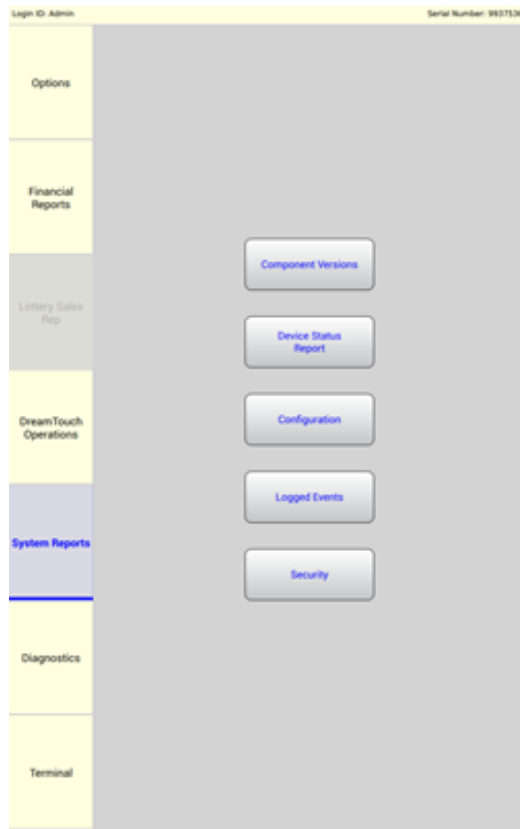 Login ID: Admin
Serial Number: 9937536
Options
Financial
Reports
Lottery Sales
Rep
DreamTouch
Operations
System Reports
Diagnostics
Terminal
Component Versions
Device Status
Report
Configuration
Logged Events
Security